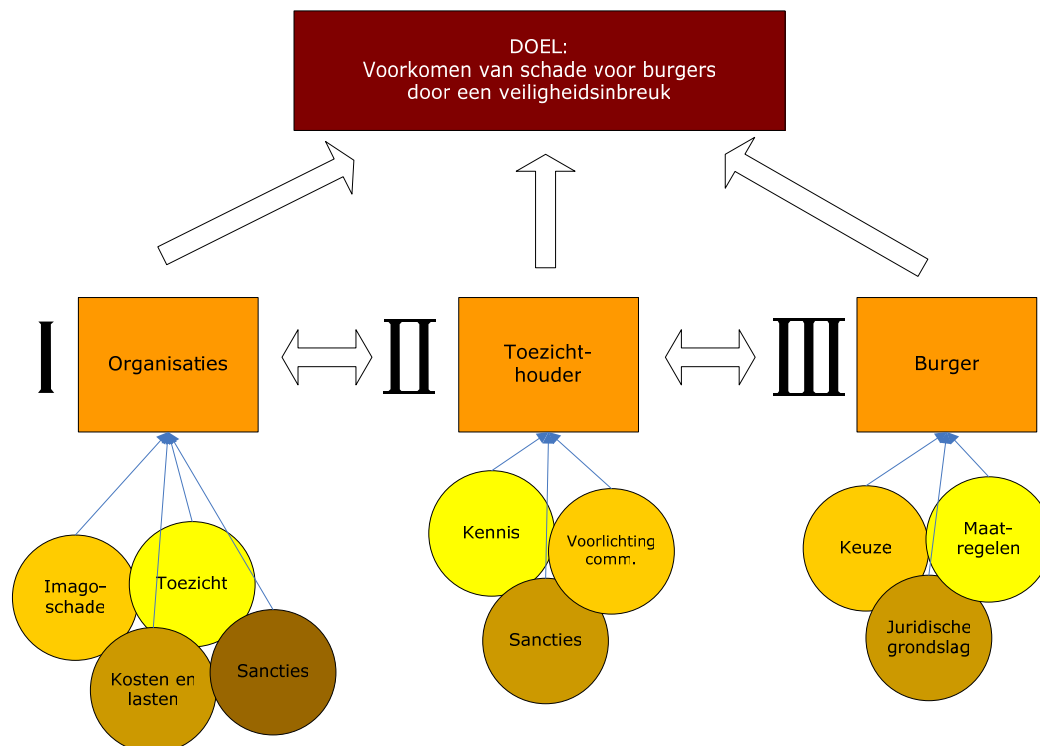 DOEL:
Voorkomen van schade voor burgers
door een veiligheidsinbreuk
I
Organisaties
II
Toezicht-
houder
III
Burger
Imago-
schade
Toezicht
Kosten en
lasten
Sancties
Kennis
Voorlichting
comm.
Sancties
Keuze
Maat-
regelen
Juridische
grondslag